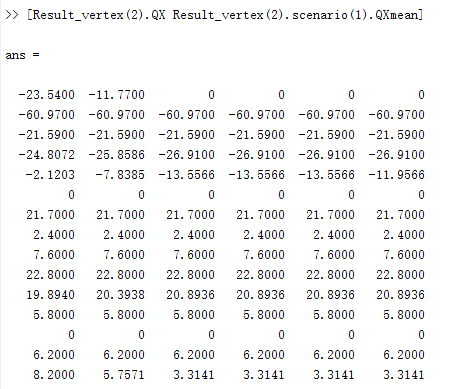 >> [Result_vertex(2).QX Result_vertex(2).scenario(1).QXmean]
ans =
-23.5400 -11.7700 0 0 0 0
-60.9700 -60.9700 -60.9700 -60.9700 -60.9700 -60.9700
-21.5900 -21.5900 -21.5900 -21.5900 -21.5900 -21.5900
-24.8072 -25.8586 -26.9100 -26.9100 -26.9100 -26.9100
-2.1203 -7.8385 -13.5566 -13.5566 -13.5566 -11.9566
0 0 0 0 0 0
21.7000 21.7000 21.7000 21.7000 21.7000 21.7000
2.4000 2.4000 2.4000 2.4000 2.4000 2.4000
7.6000 7.6000 7.6000 7.6000 7.6000 7.6000
22.8000 22.8000 22.8000 22.8000 22.8000 22.8000
19.8940 20.3938 20.8936 20.8936 20.8936 20.8936
5.8000 5.8000 5.8000 5.8000 5.8000 5.8000
0 0 0 0 0 0
6.2000 6.2000 6.2000 6.2000 6.2000 6.2000
8.2000 5.7571 3.3141 3.3141 3.3141 3.3141